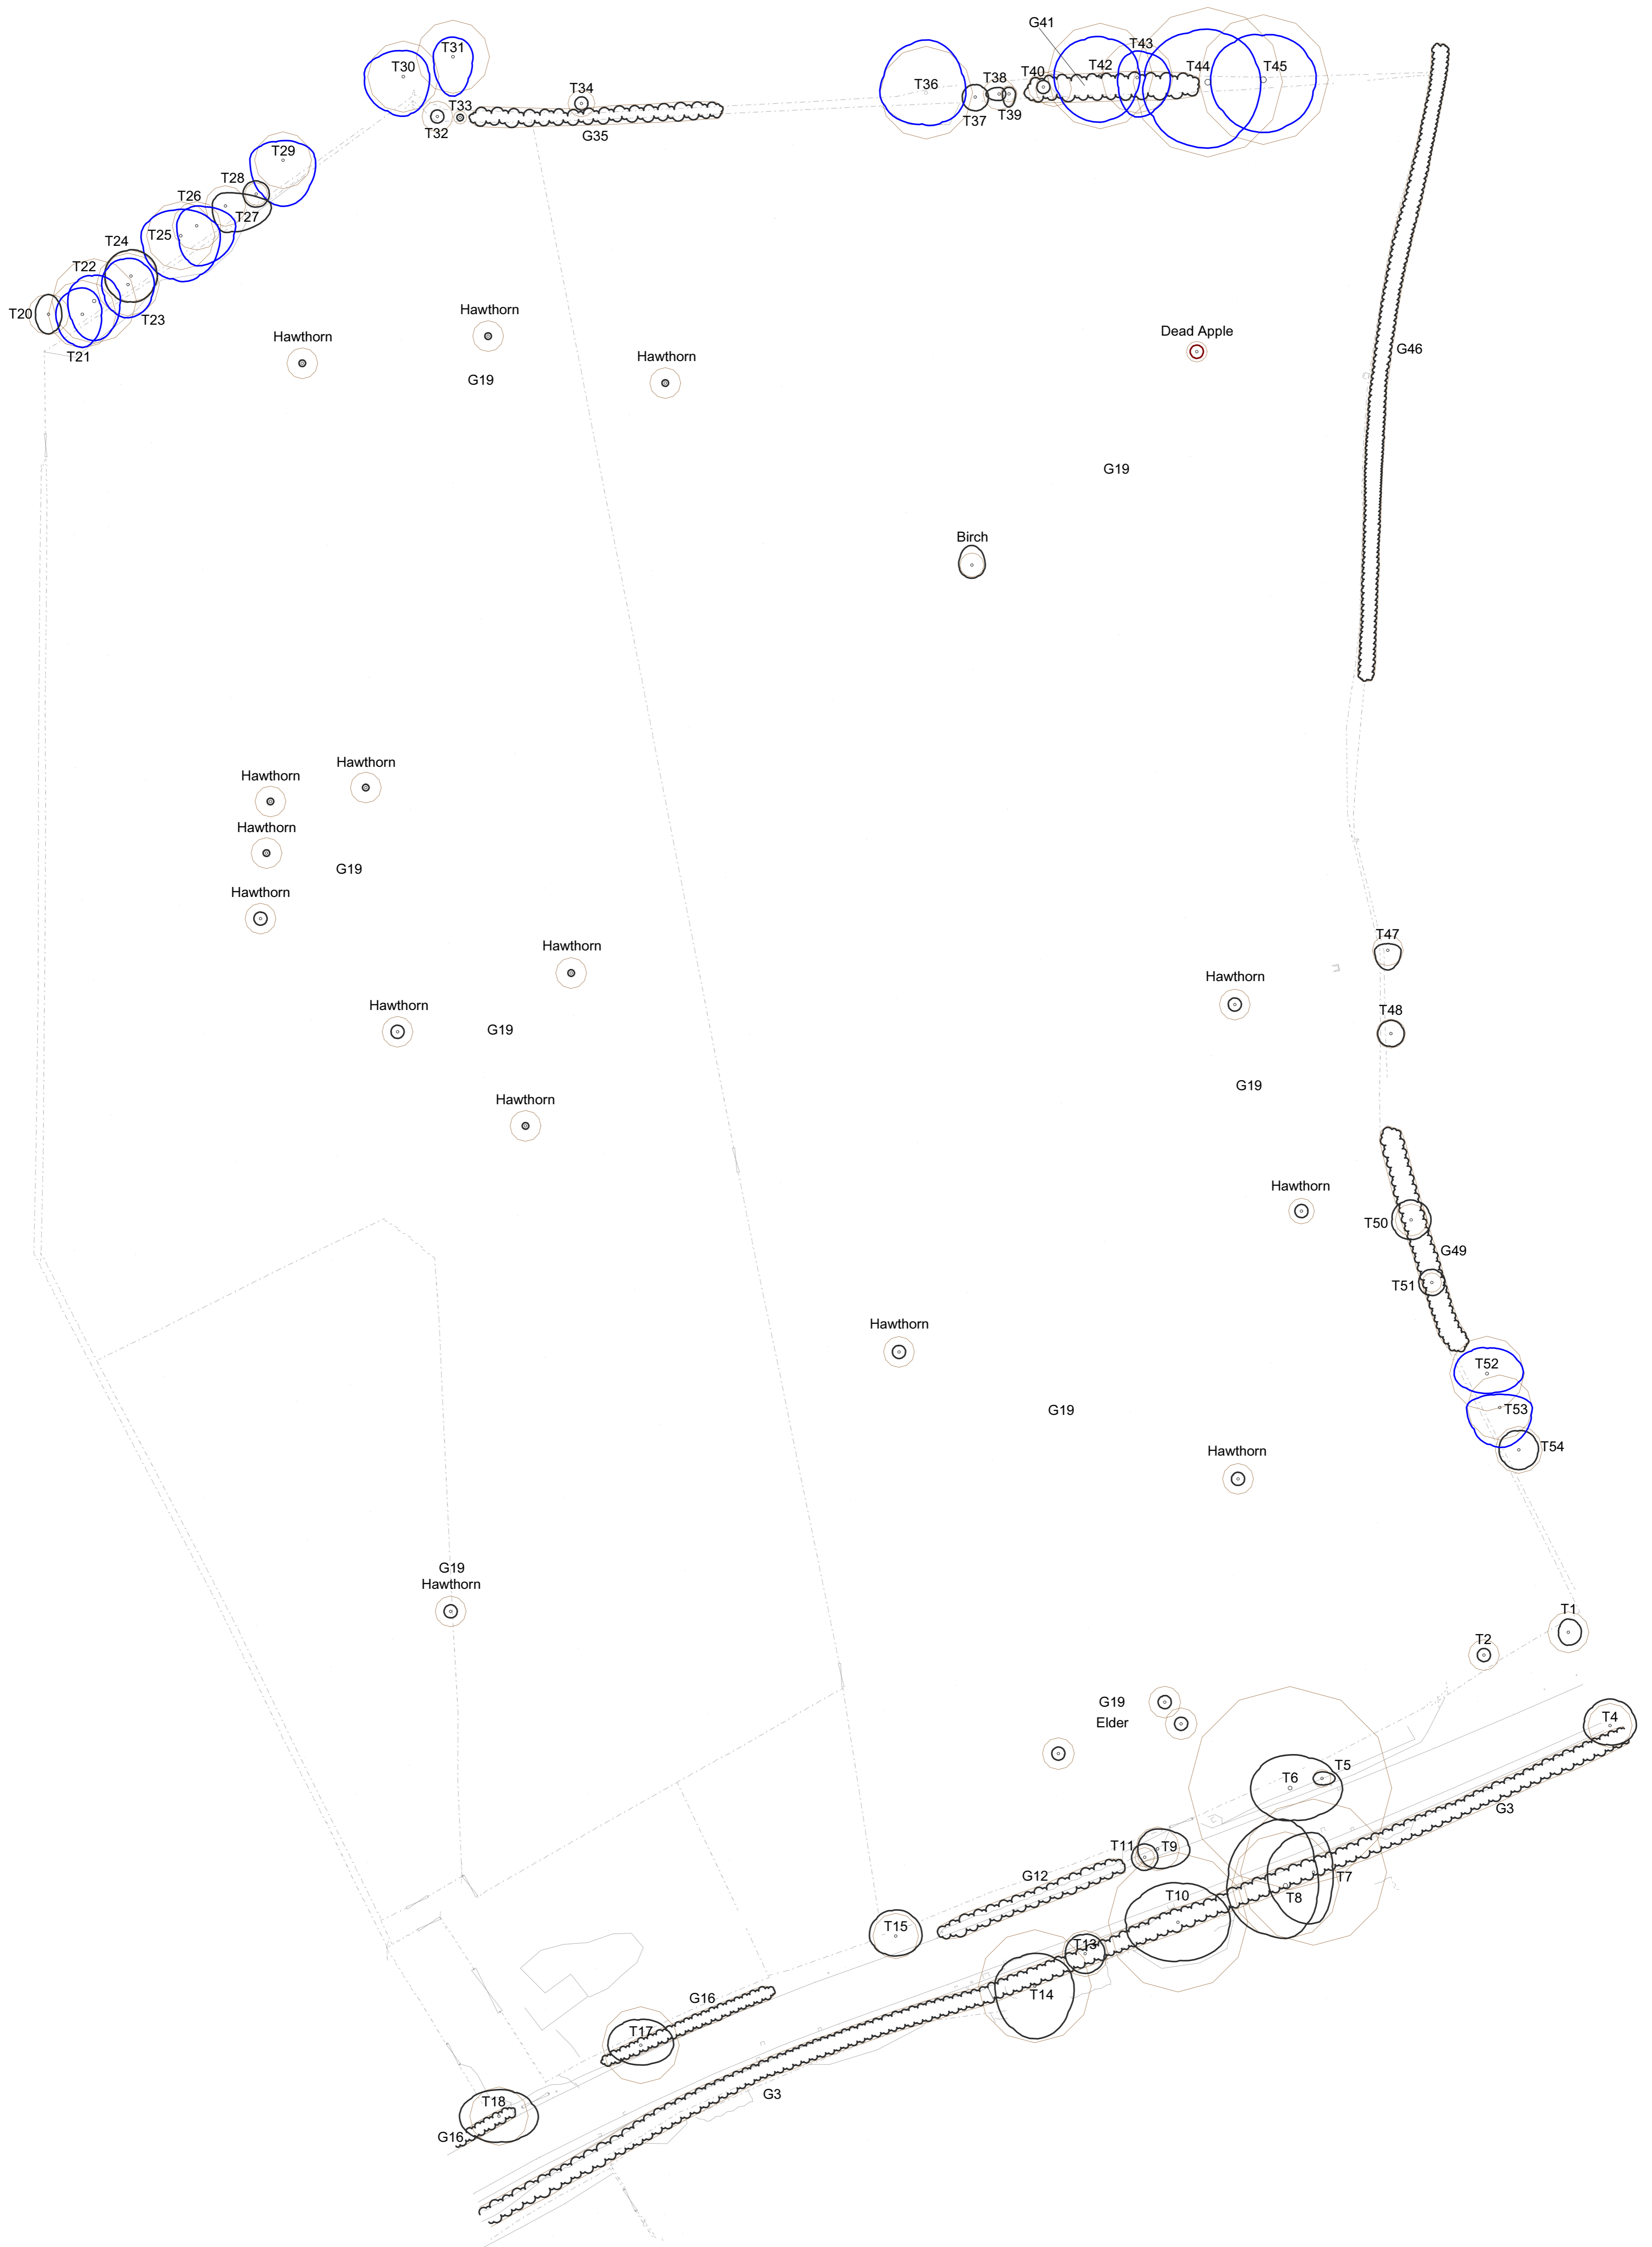 G41
T31
T43
T30
T42
T44
T45
T40
T38
T36
T34
T33
T39
T37
T32
G35
T29
T28
T26
T27
T25
T24
T22
T20
T23
T21
Hawthorn
Hawthorn
Dead Apple
G46
Hawthorn
G19
G19
Birch
Hawthorn
Hawthorn
Hawthorn
G19
Hawthorn
T47
Hawthorn
Hawthorn
Hawthorn
T48
G19
G19
Hawthorn
Hawthorn
T50
G49
T51
Hawthorn
T52
T53
G19
T54
Hawthorn
G19
Hawthorn
T1
T2
G19
Elder
T4
T5
T6
G3
T11
T9
G12
T7
T10
T8
T15
T13
T14
G16
T17
G3
T18
G16